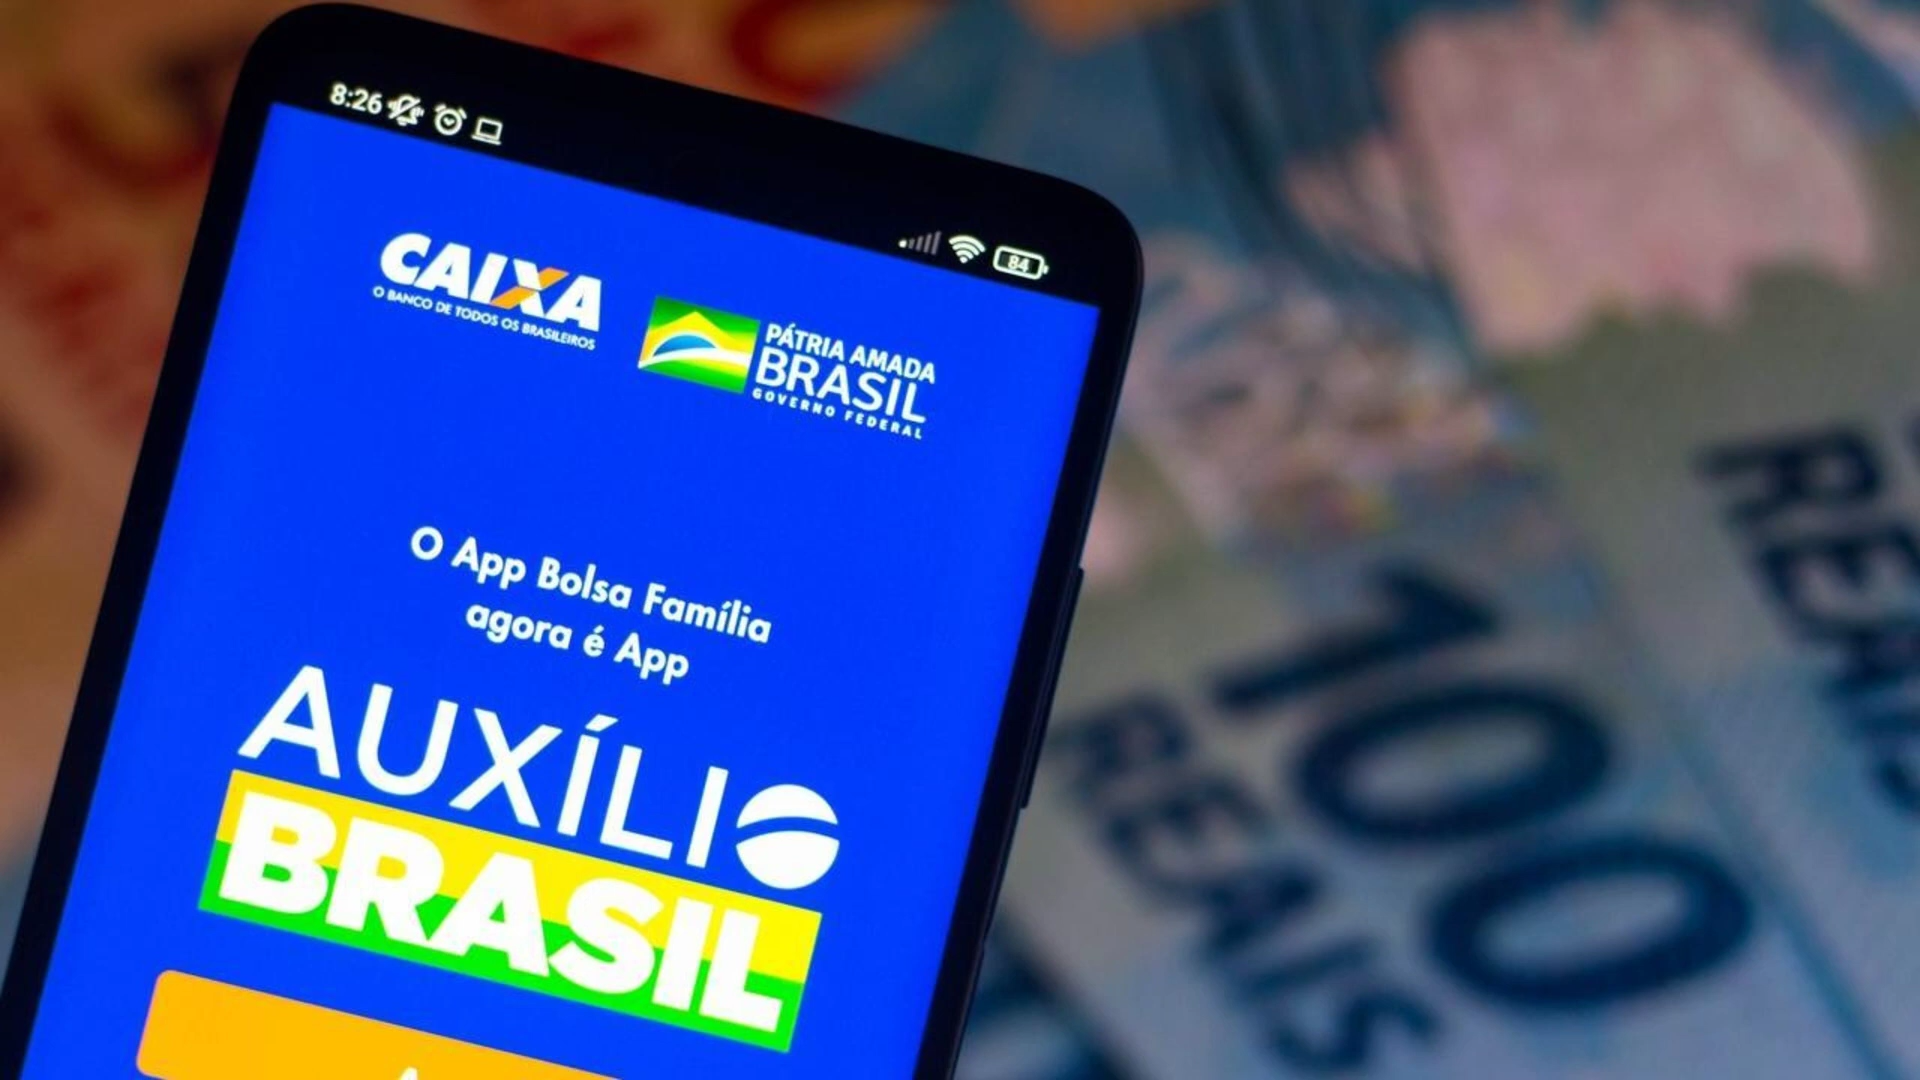 8:26
84
CAIXA
O BANCO DE TODOS OS BRASILEIROS
PÁTRIA AMADA
BRASIL
GOVERNO FEDERAL
O App Bolsa Família
agora é App
AUXÍLIO
BRASIL
100
REAIS
REAIS